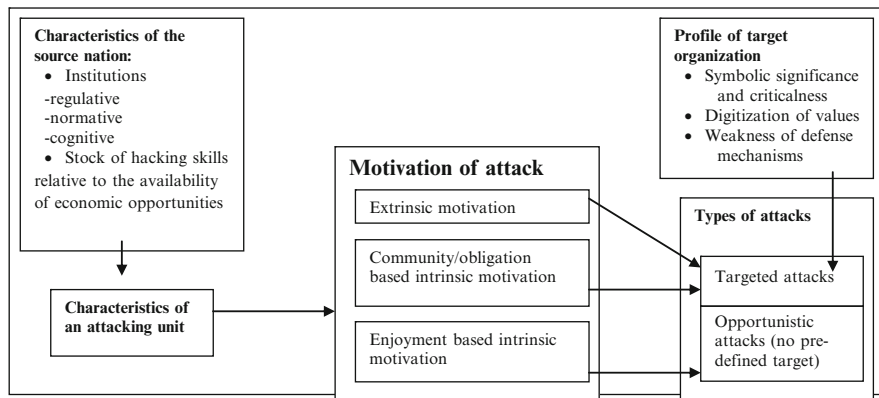 Characteristics of the
source nation:
• Institutions
-regulative
-normative
-cognitive
• Stock of hacking skills
relative to the availability
of economic opportunities
Characteristics of
an attacking unit
Motivation of attack
Extrinsic motivation
Community/obligation
based intrinsic motivation
Enjoyment based intrinsic
motivation
Profile of target
organization
• Symbolic significance
and criticalness
• Digitization of values
• Weakness of defense
mechanisms
Types of attacks
Targeted attacks
Opportunistic
attacks (no pre-
defined target)